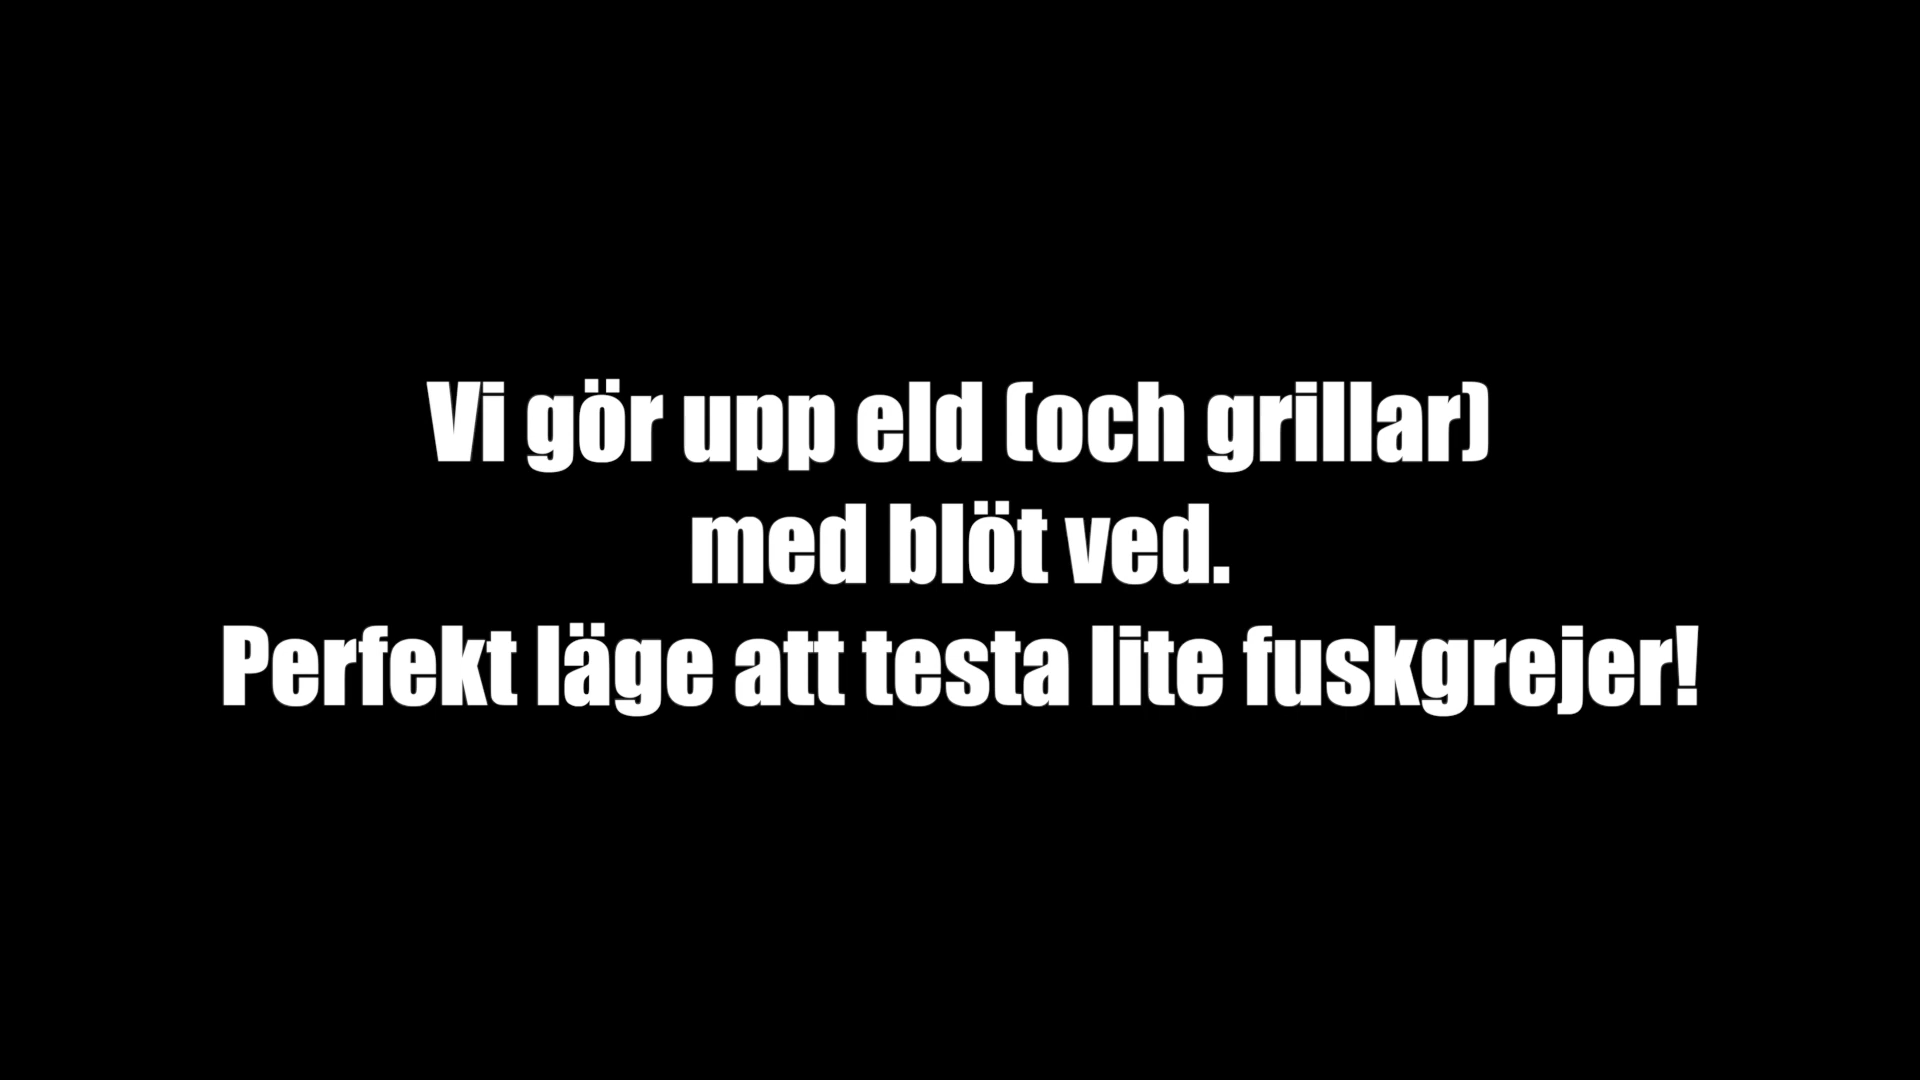 Vi gör upp eld (och grillar)
med blöt ved.
Perfekt läge att testa lite fuskgrejer!